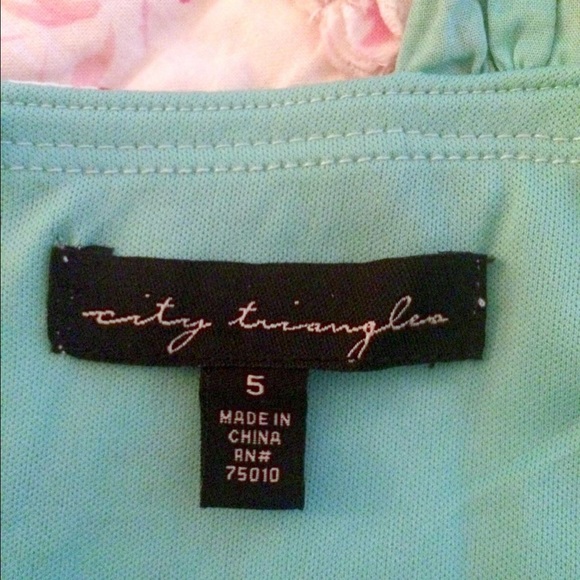 city triangles
5
MADE IN
CHINA
RN#
75010